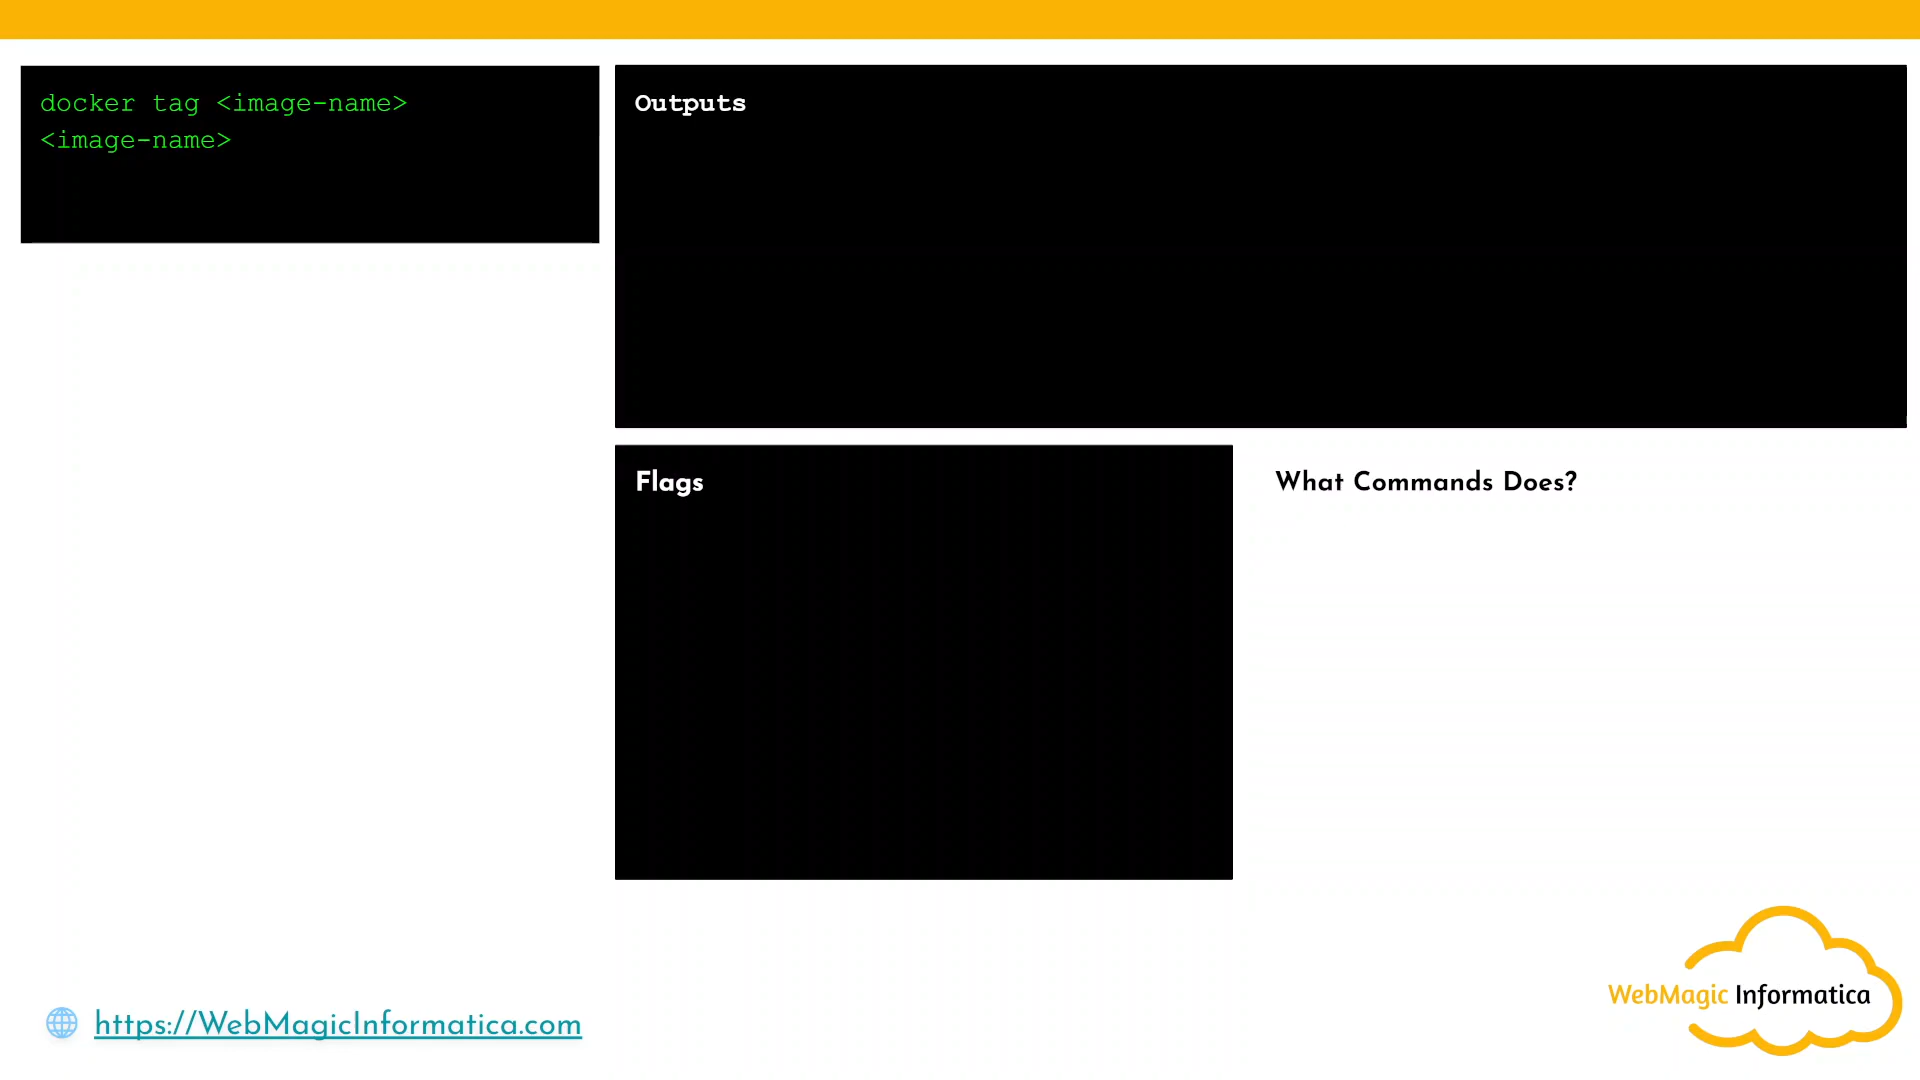 docker tag <image-name>
<image-name>
Outputs
Flags
What Commands Does?
https://WebMagicInformatica.com
WebMagic Informatica